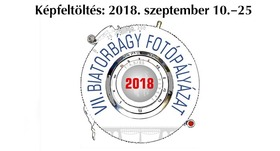 Képfeltöltés: 2018. szeptember 10.–25
VII. BIATORBÁGY FOTÓPÁLYÁZAT
2018